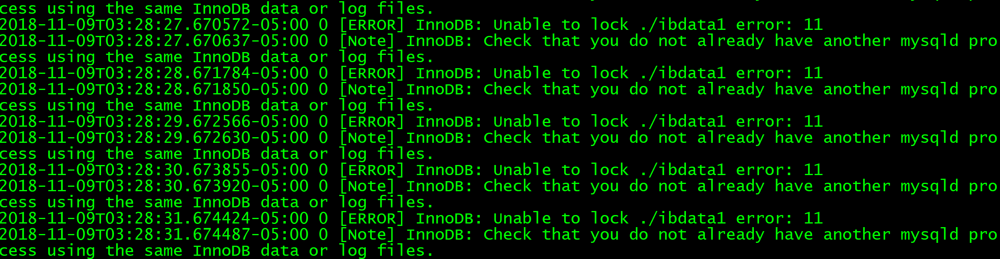 cess using the same InnoDB data or log files.
2018-11-09T03:28:27.670572-05:00 0 [ERROR] InnoDB: Unable to lock ./ibdata1 error: 11
2018-11-09T03:28:27.670637-05:00 0 [Note] InnoDB: Check that you do not already have another mysqld pro
cess using the same InnoDB data or log files.
2018-11-09T03:28:28.671784-05:00 0 [ERROR] InnoDB: Unable to lock ./ibdata1 error: 11
2018-11-09T03:28:28.671850-05:00 0 [Note] InnoDB: Check that you do not already have another mysqld pro
cess using the same InnoDB data or log files.
2018-11-09T03:28:29.672566-05:00 0 [ERROR] InnoDB: Unable to lock ./ibdata1 error: 11
2018-11-09T03:28:29.672630-05:00 0 [Note] InnoDB: Check that you do not already have another mysqld pro
cess using the same InnoDB data or log files.
2018-11-09T03:28:30.673855-05:00 0 [ERROR] InnoDB: Unable to lock ./ibdata1 error: 11
2018-11-09T03:28:30.673920-05:00 0 [Note] InnoDB: Check that you do not already have another mysqld pro
cess using the same InnoDB data or log files.
2018-11-09T03:28:31.674424-05:00 0 [ERROR] InnoDB: Unable to lock ./ibdata1 error: 11
2018-11-09T03:28:31.674487-05:00 0 [Note] InnoDB: Check that you do not already have another mysqld pro
cess using the same InnoDB data or log files.